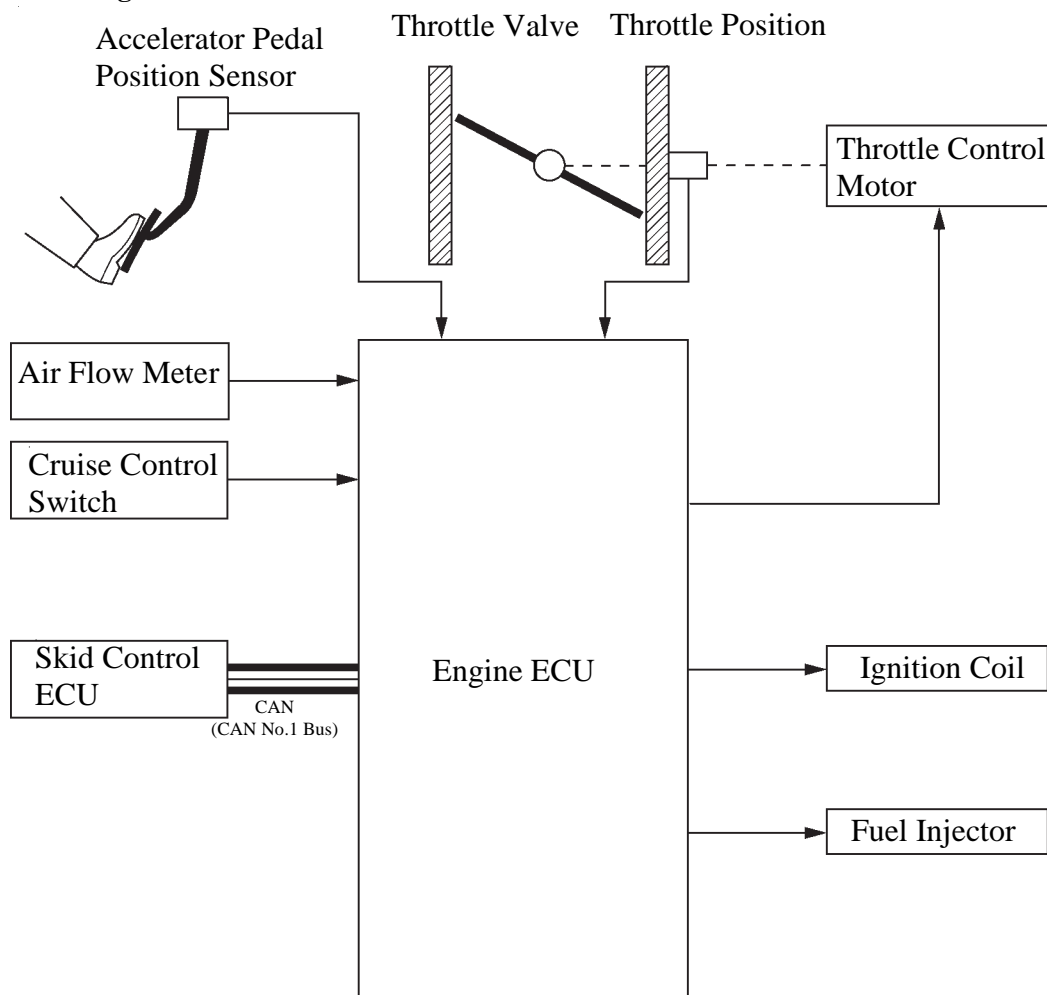 Accelerator Pedal
Position Sensor
Throttle Valve
Throttle Position
Throttle Control
Motor
Air Flow Meter
Cruise Control
Switch
Skid Control
ECU
CAN
(CAN No.1 Bus)
Engine ECU
Ignition Coil
Fuel Injector